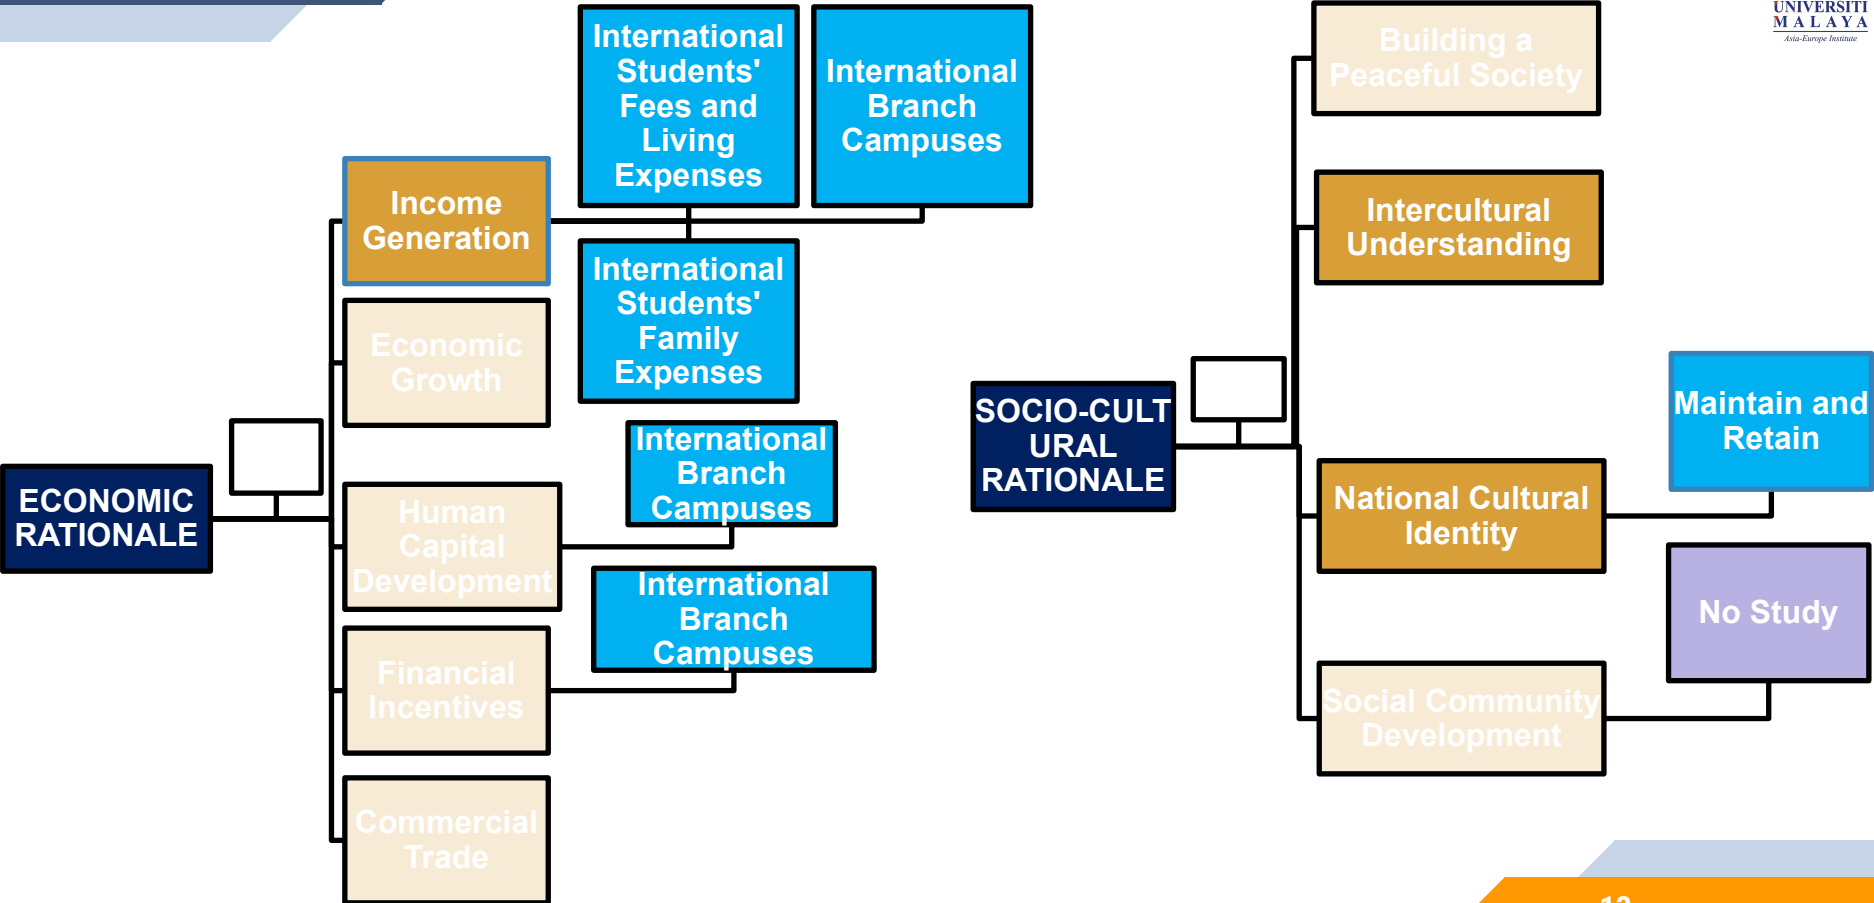 UNIVERSITI
MALAYA
Asia-Europe Institute
International
Students'
Fees and
Living
Expenses
International
Branch
Campuses
Income
Generation
International
Students'
Family
Expenses
Economic
Growth
International
Branch
Campuses
ECONOMIC
RATIONALE
Human
Capital
Development
International
Branch
Campuses
Financial
Incentives
Commercial
Trade
Building a
Peaceful Society
Intercultural
Understanding
SOCIO-CULT
URAL
RATIONALE
Maintain and
Retain
National Cultural
Identity
No Study
Social Community
Development